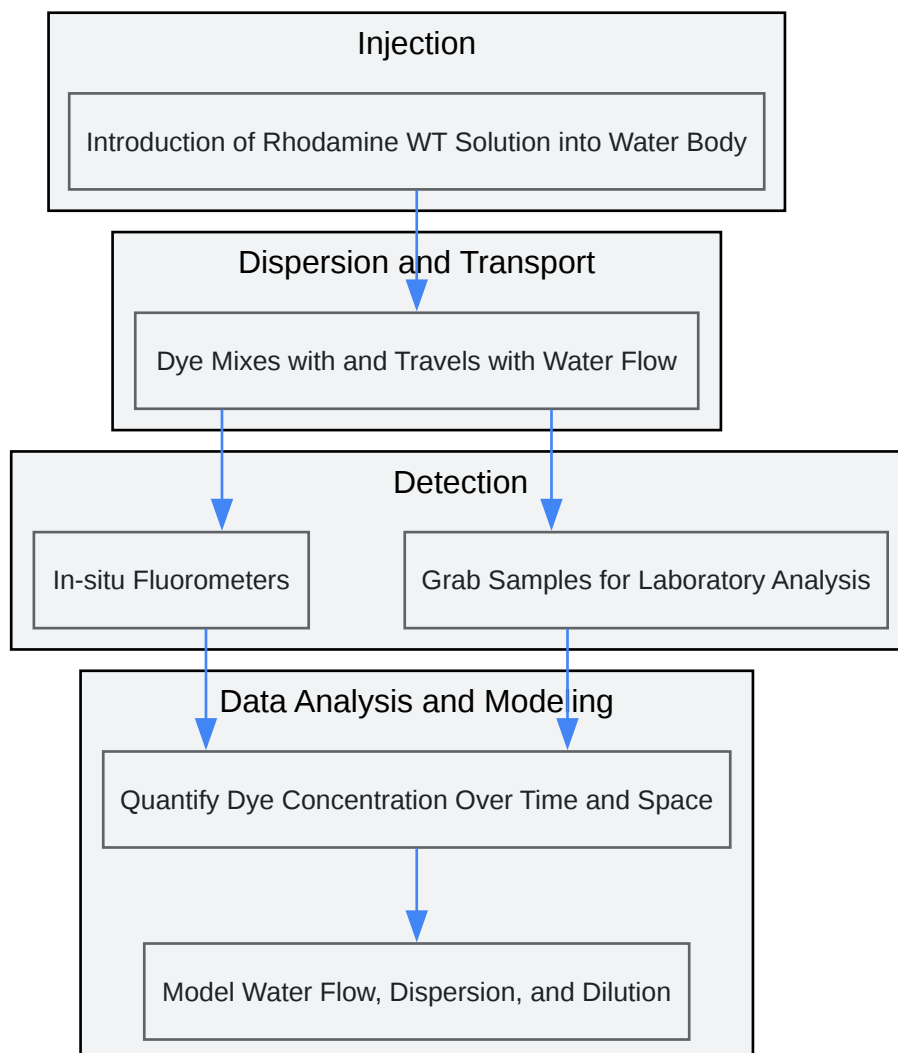 Injection
Introduction of Rhodamine WT Solution into Water Body
Dispersion and Transport
Dye Mixes with and Travels with Water Flow
Detection
In-situ Fluorometers
Grab Samples for Laboratory Analysis
Data Analysis and Modeling
Quantify Dye Concentration Over Time and Space
Model Water Flow, Dispersion, and Dilution